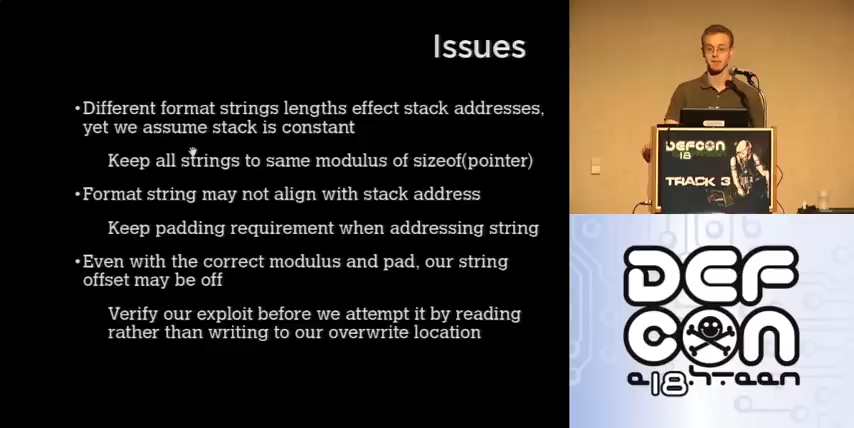 Issues
•Different format strings lengths effect stack addresses,
yet we assume stack is constant
Keep all strings to same modulus of sizeof(pointer)
•Format string may not align with stack address
Keep padding requirement when addressing string
•Even with the correct modulus and pad, our string
offset may be off
Verify our exploit before we attempt it by reading
rather than writing to our overwrite location
DEFCON
18
TRACK 3
DEF
CON
e18h-teen